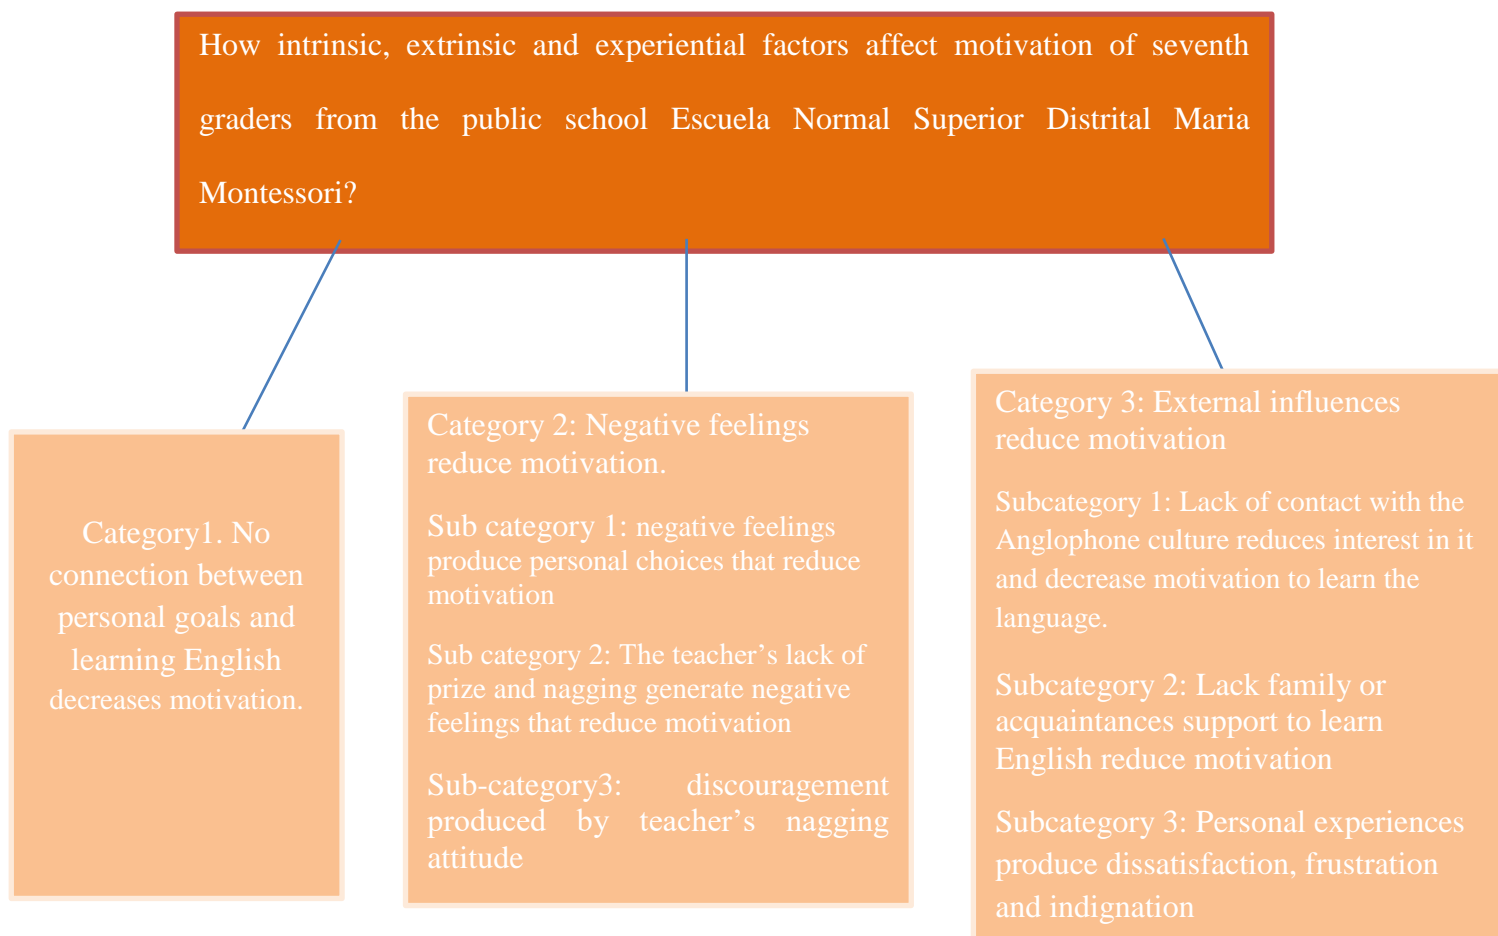 How intrinsic, extrinsic and experiential factors affect motivation of seventh
graders from the public school Escuela Normal Superior Distrital Maria
Montessori?
Category1. No
connection between
personal goals and
learning English
decreases motivation.
Category 2: Negative feelings
reduce motivation.
Sub category 1: negative feelings
produce personal choices that reduce
motivation
Sub category 2: The teacher’s lack of
prize and nagging generate negative
feelings that reduce motivation
Sub-category3: discouragement
produced by teacher’s nagging
attitude
Category 3: External influences
reduce motivation
Subcategory 1: Lack of contact with the
Anglophone culture reduces interest in it
and decrease motivation to learn the
language.
Subcategory 2: Lack family or
acquaintances support to learn
English reduce motivation
Subcategory 3: Personal experiences
produce dissatisfaction, frustration
and indignation